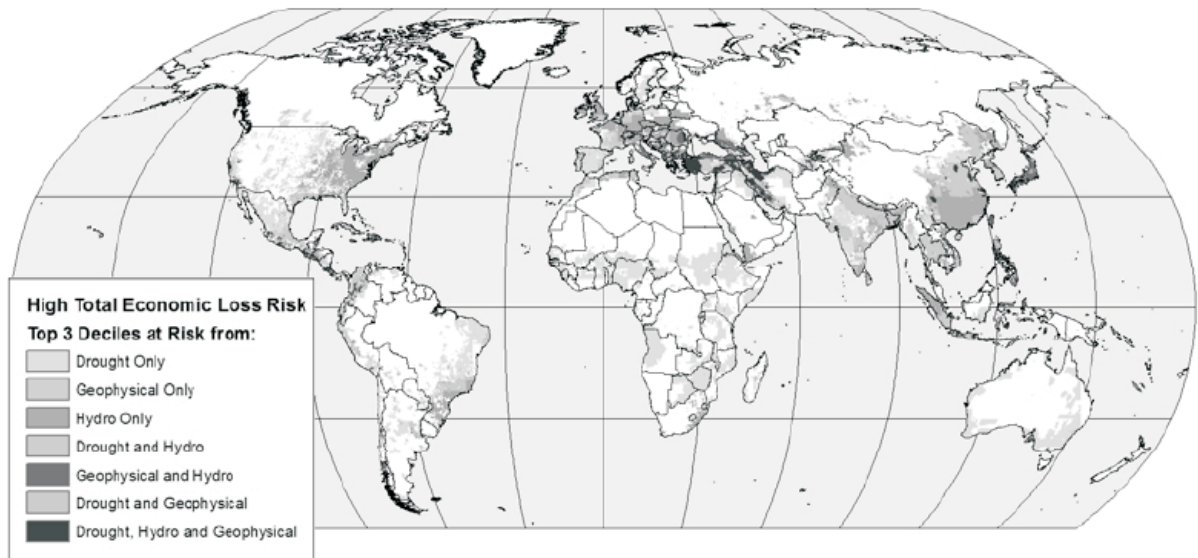 High Total Economic Loss Risk
Top 3 Deciles at Risk from:
Drought Only
Geophysical Only
Hydro Only
Drought and Hydro
Geophysical and Hydro
Drought and Geophysical
Drought, Hydro and Geophysical